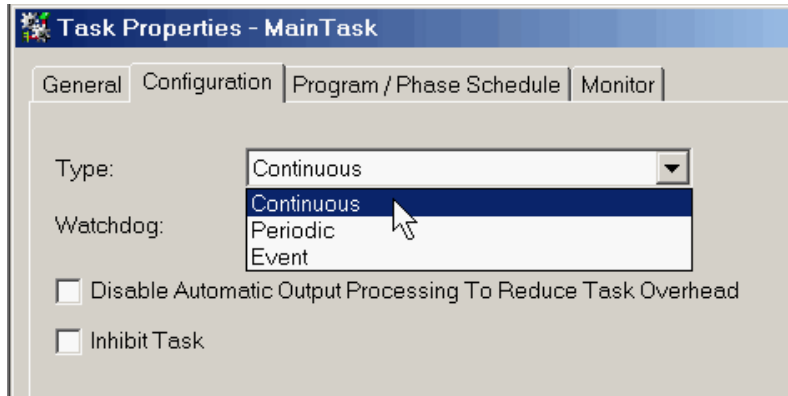 Task Properties - MainTask
General Configuration Program / Phase Schedule Monitor
Type: Continuous
Continuous
Watchdog:
Periodic
Event
Disable Automatic Output Processing To Reduce Task Overhead
Inhibit Task